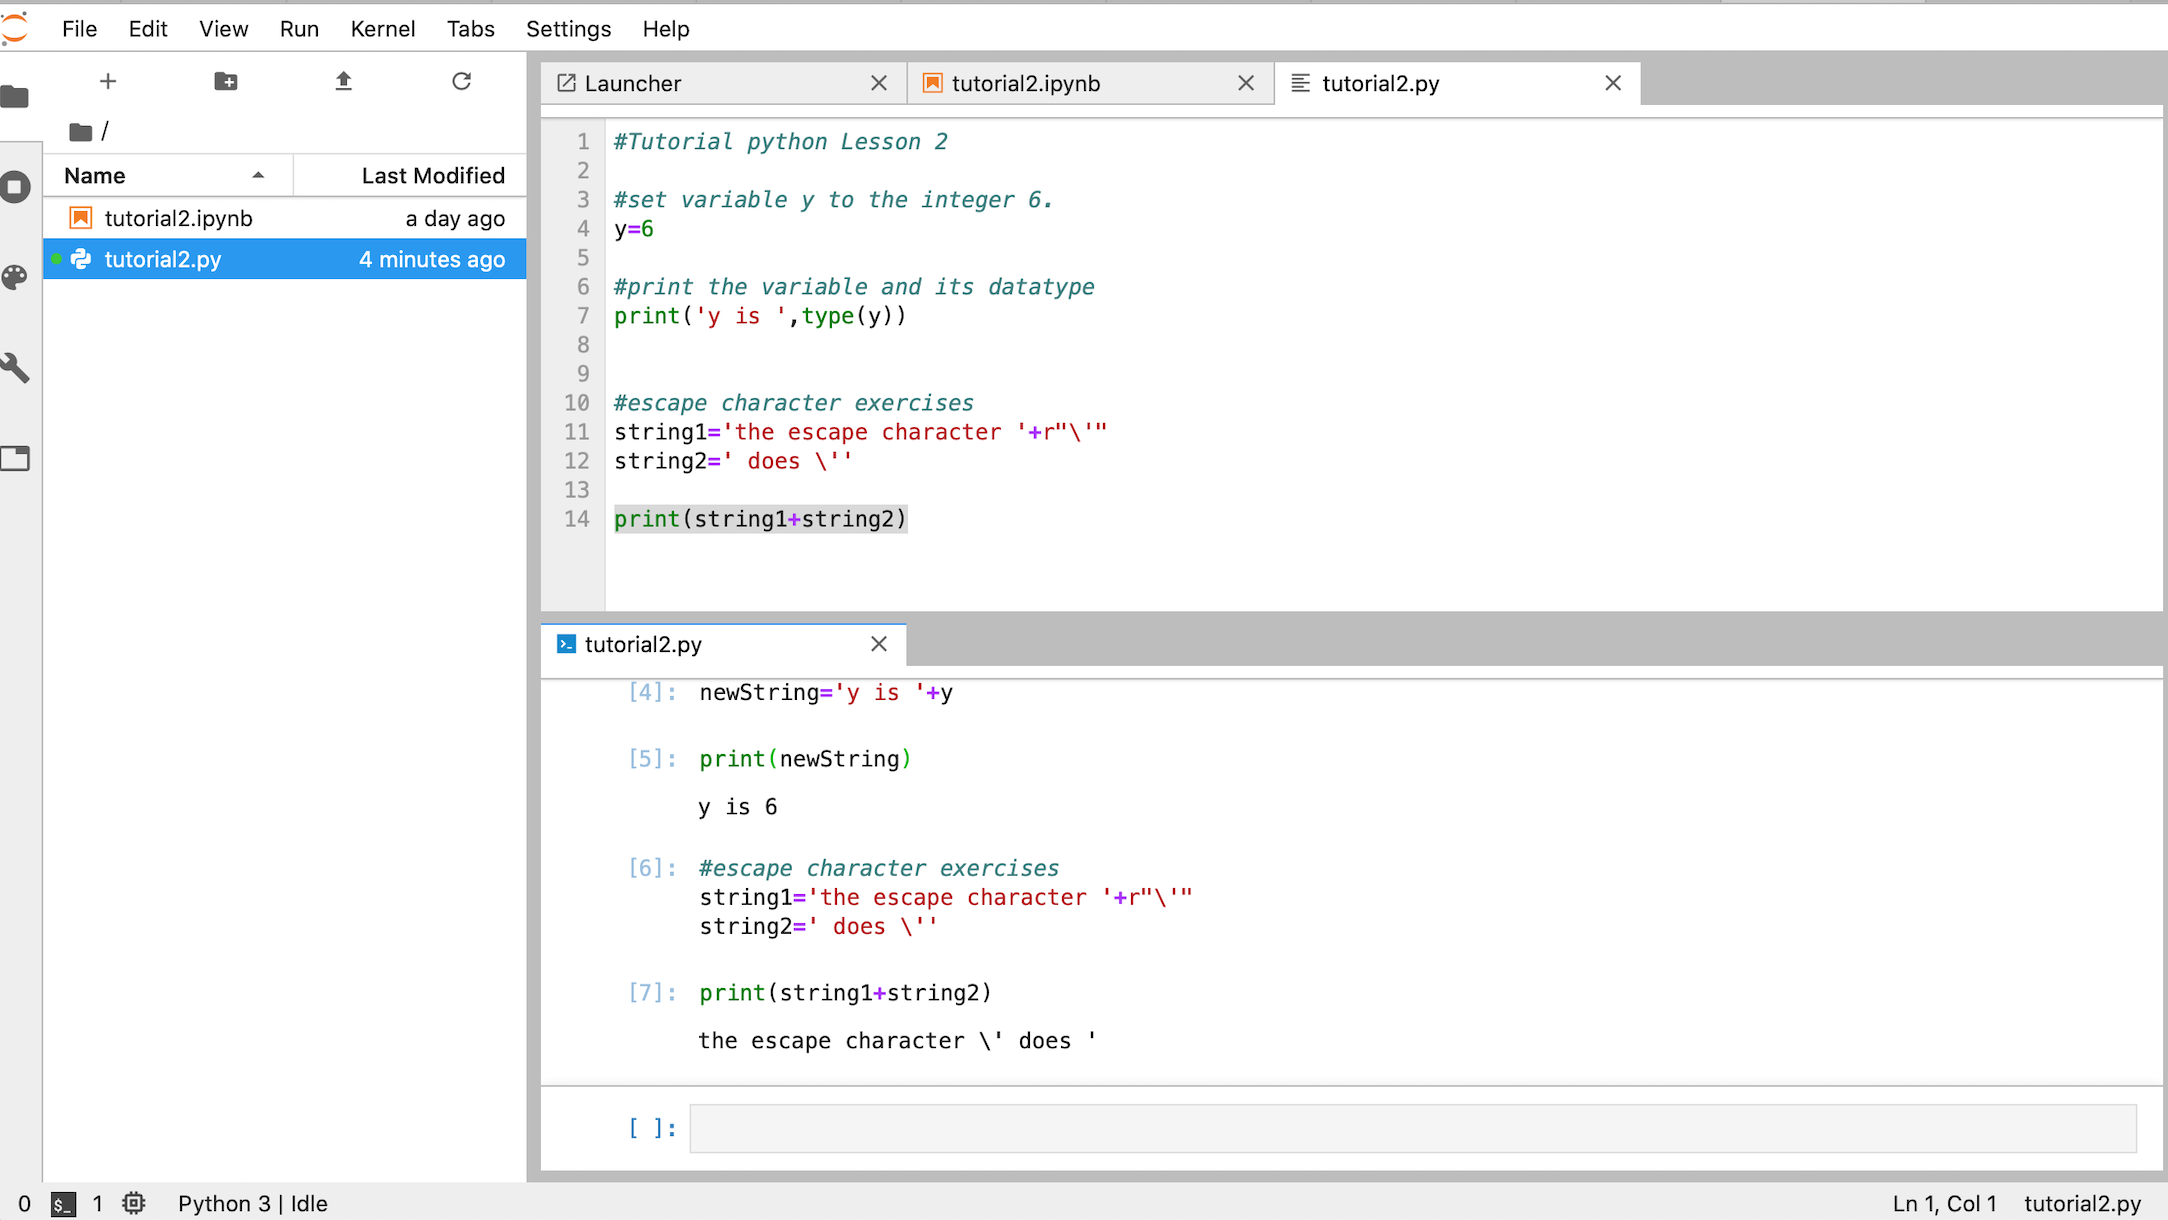 File Edit View Run Kernel Tabs Settings Help
Launcher tutorial2.ipynb tutorial2.py
/
Name Last Modified
tutorial2.ipynb a day ago
tutorial2.py 4 minutes ago
1 #Tutorial python Lesson 2
2
3 #set variable y to the integer 6.
4 y=6
5
6 #print the variable and its datatype
7 print('y is ',type(y))
8
9
10 #escape character exercises
11 string1='the escape character '+r"\'"
12 string2=' does \''
13
14 print(string1+string2)
tutorial2.py
[4]: newString='y is '+y
[5]: print(newString)
y is 6
[6]: #escape character exercises
string1='the escape character '+r"\'"
string2=' does \''
[7]: print(string1+string2)
the escape character \' does '
[ ]:
0 $_ 1 Python 3 | Idle Ln 1, Col 1 tutorial2.py